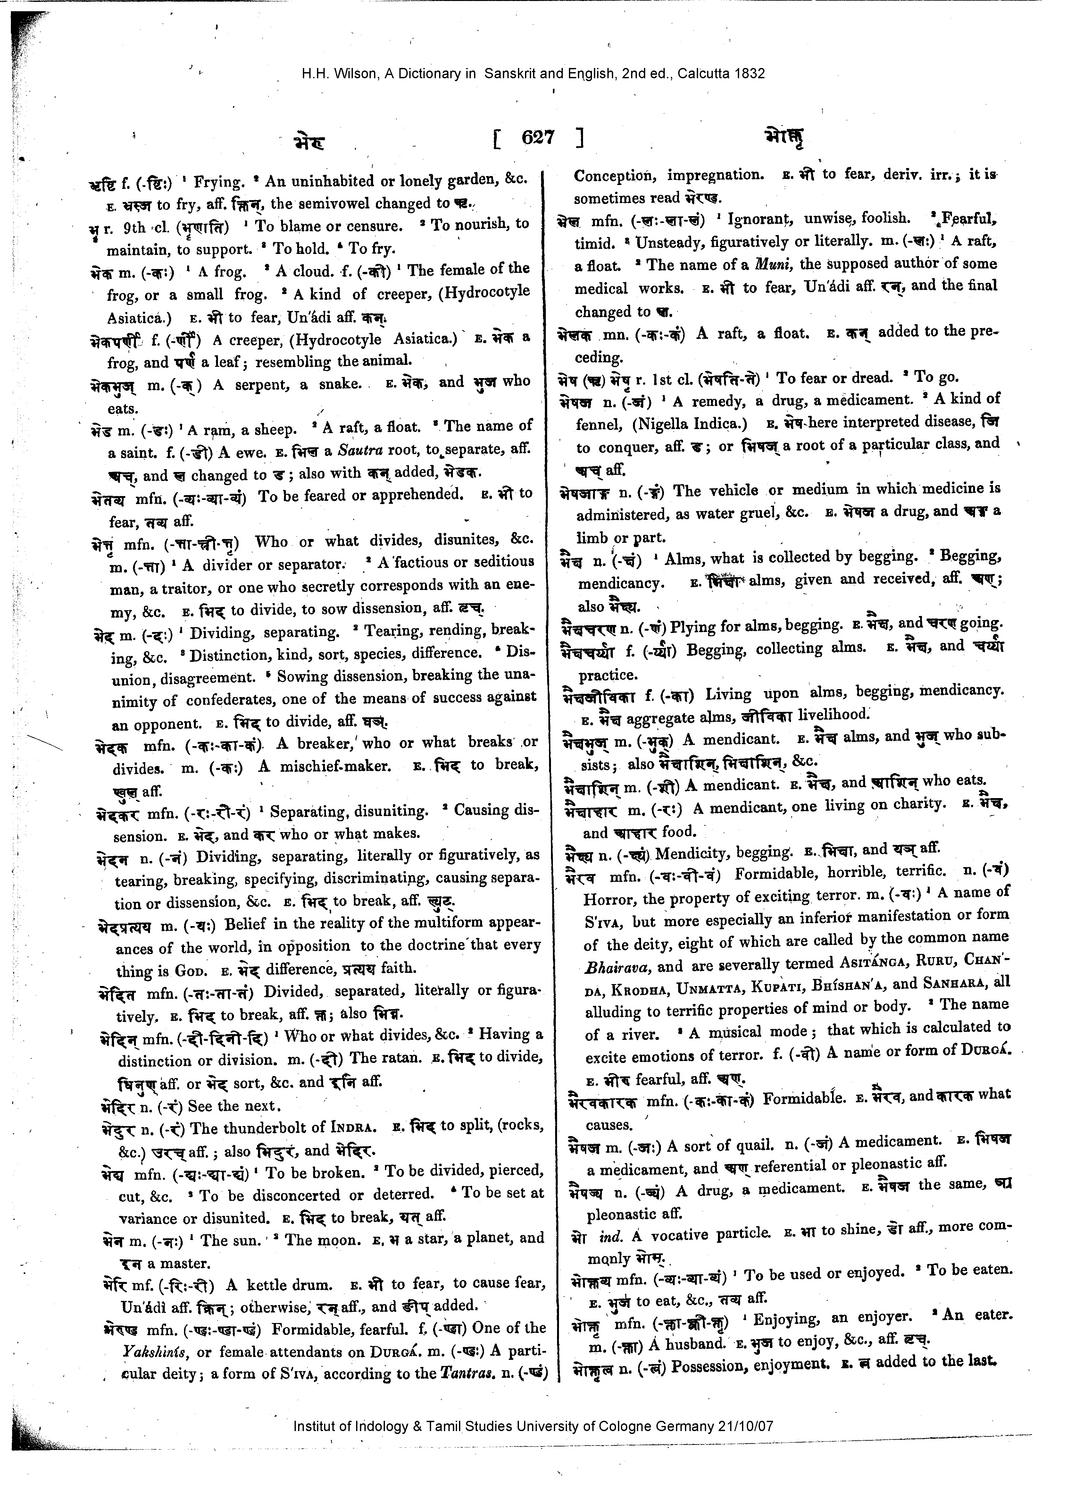 H.H. Wilson, A Dictionary in Sanskrit and English, 2nd ed., Calcutta 1832
भेरु [ 627 ] भोक्तृ
भृष्टि f. (-ष्टिः) ¹ Frying. ² An uninhabited or lonely garden, &c.
E. भ्रस्ज to fry, aff. क्तिन्, the semivowel changed to ऋ.
भॄ r. 9th cl. (भृणाति) ¹ To blame or censure. ² To nourish, to
maintain, to support. ³ To hold. ⁴ To fry.
भेक m. (-कः) ¹ A frog. ² A cloud. f. (-की) ¹ The female of the
frog, or a small frog. ² A kind of creeper, (Hydrocotyle
Asiatica.) E. भी to fear, Un'ádi aff. कन्.
भेकपर्णी f. (-र्णी) A creeper, (Hydrocotyle Asiatica.) E. भेक a
frog, and पर्ण a leaf; resembling the animal.
भेकभुज् m. (-क्) A serpent, a snake. E. भेक, and भुज who
eats.
भेड m. (-डः) ¹ A ram, a sheep. ² A raft, a float. ³ The name of
a saint. f. (-डी) A ewe. E. भिल a Sautra root, to separate, aff.
अच्, and ल changed to ड; also with कन् added, भेडक.
भेतव्य mfn. (-व्यः-व्या-व्यं) To be feared or apprehended. E. भी to
fear, तव्य aff.
भेत्तृ mfn. (-त्ता-त्त्री-त्तृ) Who or what divides, disunites, &c.
m. (-त्ता) ¹ A divider or separator. ² A factious or seditious
man, a traitor, or one who secretly corresponds with an ene-
my, &c. E. भिद् to divide, to sow dissension, aff. तृच्.
भेद m. (-दः) ¹ Dividing, separating. ² Tearing, rending, break-
ing, &c. ³ Distinction, kind, sort, species, difference. ⁴ Dis-
union, disagreement. ⁵ Sowing dissension, breaking the una-
nimity of confederates, one of the means of success against
an opponent. E. भिद् to divide, aff. घञ्.
भेदक mfn. (-कः-का-कं) A breaker, who or what breaks or
divides. m. (-कः) A mischief-maker. E. भिद् to break,
ण्वुल aff.
भेदकर mfn. (-रः-री-रं) ¹ Separating, disuniting. ² Causing dis-
sension. E. भेद, and कर who or what makes.
भेदन n. (-नं) Dividing, separating, literally or figuratively, as
tearing, breaking, specifying, discriminating, causing separa-
tion or dissension, &c. E. भिद् to break, aff. ल्युट.
भेदप्रत्यय m. (-यः) Belief in the reality of the multiform appear-
ances of the world, in opposition to the doctrine that every
thing is GOD. E. भेद difference, प्रत्यय faith.
भेदित mfn. (-तः-ता-तं) Divided, separated, literally or figura-
tively. E. भिद् to break, aff. क्त; also भिन्न.
भेदिन् mfn. (-दी-दिनी-दि) ¹ Who or what divides, &c. ² Having a
distinction or division. m. (-दी) The ratan. E. भिद् to divide,
घिनुण aff. or भेद sort, &c. and इनि aff.
भेदिर n. (-रं) See the next.
भेदुर n. (-रं) The thunderbolt of INDRA. E. भिद् to split, (rocks,
&c.) उरच् aff.; also भिदुर, and भेदिर.
भेद्य mfn. (-द्यः-द्या-द्यं) ¹ To be broken. ² To be divided, pierced,
cut, &c. ³ To be disconcerted or deterred. ⁴ To be set at
variance or disunited. E. भिद् to break, यत् aff.
भेन m. (-नः) ¹ The sun. ² The moon. E. भ a star, a planet, and
इन a master.
भेरि mf. (-रिः-री) A kettle drum. E. भी to fear, to cause fear,
Un'ádi aff. क्रिन्; otherwise, रन् aff., and ङीप् added.
भेरुण्ड mfn. (-ण्डः-ण्डा-ण्डं) Formidable, fearful. f. (-ण्डा) One of the
Yakshinís, or female attendants on DURGÁ. m. (-ण्डः) A parti-
cular deity; a form of S'IVA, according to the Tantras. n. (-ण्डं)
Conception, impregnation. E. भी to fear, deriv. irr.; it is
sometimes read भेरण्ड.
भेल mfn. (-लः-ला-लं) ¹ Ignorant, unwise, foolish. ² Fearful,
timid. ³ Unsteady, figuratively or literally. m. (-लः) ¹ A raft,
a float. ² The name of a Muni, the supposed author of some
medical works. E. भी to fear, Un'ádi aff. रन्, and the final
changed to ल.
भेलक mn. (-कः-कं) A raft, a float. E. कन् added to the pre-
ceding.
भेष (ऋ) भेषृ r. 1st cl. (भेषति-ते) ¹ To fear or dread. ² To go.
भेषज n. (-जं) ¹ A remedy, a drug, a medicament. ² A kind of
fennel, (Nigella Indica.) E. भेष here interpreted disease, जि
to conquer, aff. ड; or भिषज् a root of a particular class, and
अच् aff.
भेषजाङ्ग n. (-ङ्गं) The vehicle or medium in which medicine is
administered, as water gruel, &c. E. भेषज a drug, and अङ्ग a
limb or part.
भैक्ष n. (-क्षं) ¹ Alms, what is collected by begging. ² Begging,
mendicancy. E. भिक्षा alms, given and received, aff. अण्;
also भैक्ष्य.
भैक्षचरण n. (-णं) Plying for alms, begging. E. भैक्ष, and चरण going.
भैक्षचर्य्या f. (-र्य्या) Begging, collecting alms. E. भैक्ष, and चर्य्या
practice.
भैक्षजीविका f. (-का) Living upon alms, begging, mendicancy.
E. भैक्ष aggregate alms, जीविका livelihood.
भैक्षभुज् m. (-भुक्) A mendicant. E. भैक्ष alms, and भुज् who sub-
sists; also भैक्षाशिन्, भिक्षाशिन्, &c.
भैक्षाशिन् m. (-शी) A mendicant. E. भैक्ष, and आशिन् who eats.
भैक्षाहार m. (-रः) A mendicant, one living on charity. E. भैक्ष,
and आहार food.
भैक्ष्य n. (-क्ष्यं) Mendicity, begging. E. भिक्षा, and यञ् aff.
भैरव mfn. (-वः-वी-वं) Formidable, horrible, terrific. n. (-वं)
Horror, the property of exciting terror. m. (-वः) ¹ A name of
S'IVA, but more especially an inferior manifestation or form
of the deity, eight of which are called by the common name
Bhairava, and are severally termed ASITÁNGA, RURU, CHAN'-
DA, KRODHA, UNMATTA, KUPATI, BHÍSHAN'A, and SANHARA, all
alluding to terrific properties of mind or body. ² The name
of a river. ³ A musical mode; that which is calculated to
excite emotions of terror. f. (-वी) A name or form of DURGÁ.
E. भीरु fearful, aff. अण्.
भैरवकारक mfn. (-कः-का-कं) Formidable. E. भैरव, and कारक what
causes.
भैषज m. (-जः) A sort of quail. n. (-जं) A medicament. E. भिषज
a medicament, and अण referential or pleonastic aff.
भैषज्य n. (-ज्यं) A drug, a medicament. E. भैषज the same, ञ्य
pleonastic aff.
भो ind. A vocative particle. E. भा to shine, डो aff., more com-
monly भोस्.
भोक्तव्य mfn. (-व्यः-व्या-व्यं) ¹ To be used or enjoyed. ² To be eaten.
E. भुज to eat, &c., तव्य aff.
भोक्तृ mfn. (-क्ता-क्त्री-क्तृ) ¹ Enjoying, an enjoyer. ² An eater.
m. (-क्ता) A husband. E. भुज to enjoy, &c., aff. तृच्.
भोक्तृत्व n. (-त्वं) Possession, enjoyment. E. त्व added to the last.
Institut of Indology & Tamil Studies University of Cologne Germany 21/10/07